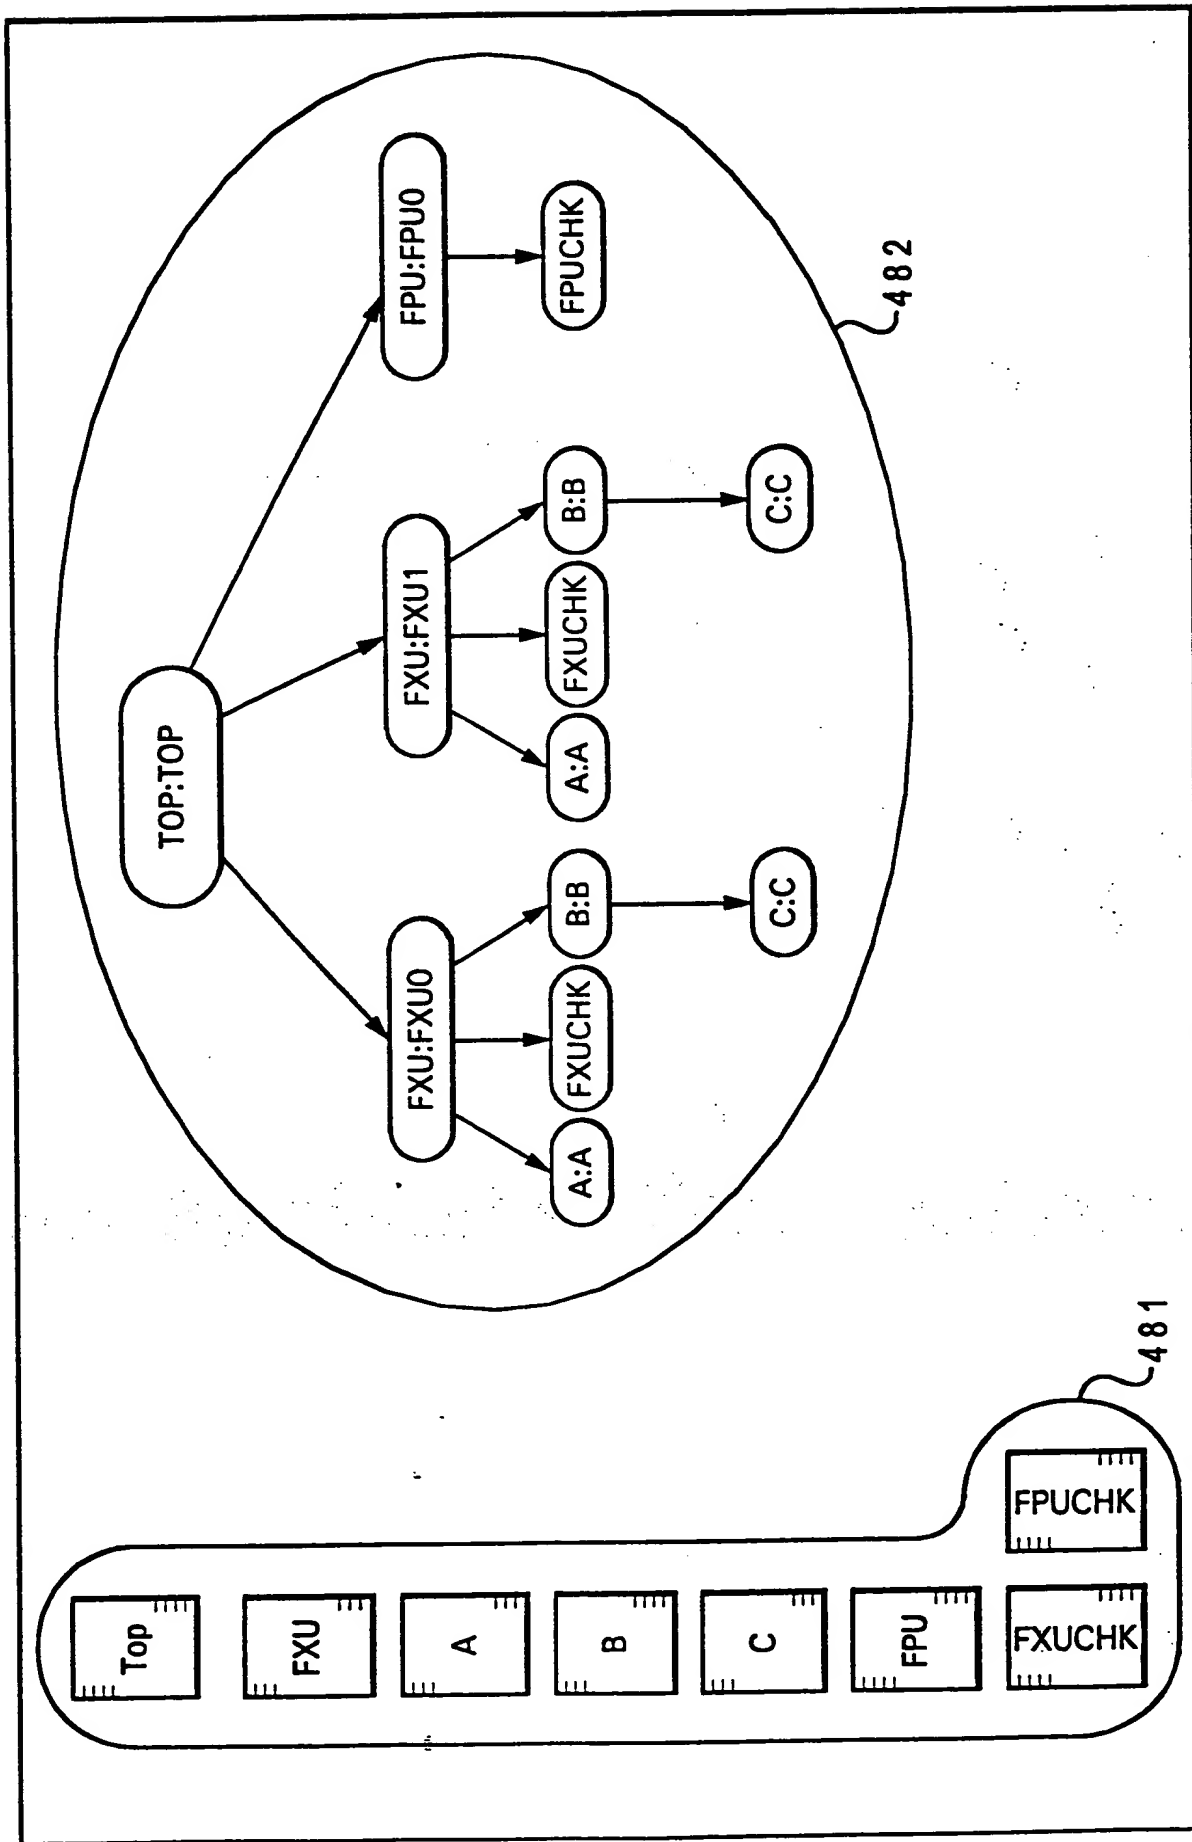 TOP:TOP
FXU:FXU0
FXU:FXU1
FPU:FPU0
A:A
FXUCHK
B:B
A:A
FXUCHK
B:B
FPUCHK
C:C
C:C
482
Top
FXU
A
B
C
FPU
FXUCHK
FPUCHK
481